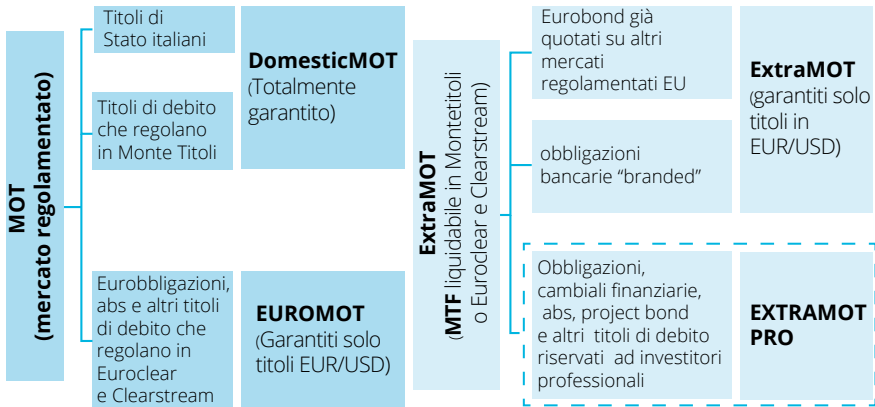 MOT
(mercato regolamentato)
Titoli di
Stato italiani
Titoli di debito
che regolano
in Monte Titoli
DomesticMOT
(Totalmente
garantito)
Eurobbligazioni,
abs e altri titoli
di debito che
regolano in
Euroclear
e Clearstream
EUROMOT
(Garantiti solo
titoli EUR/USD)
ExtraMOT
(MTF liquidabile in Montetitoli
o Euroclear e Clearstream)
Eurobond già
quotati su altri
mercati
regolamentati EU
obbligazioni
bancarie “branded”
ExtraMOT
(garantiti solo
titoli in
EUR/USD)
Obbligazioni,
cambiali finanziarie,
abs, project bond
e altri titoli di debito
riservati ad investitori
professionali
EXTRAMOT
PRO